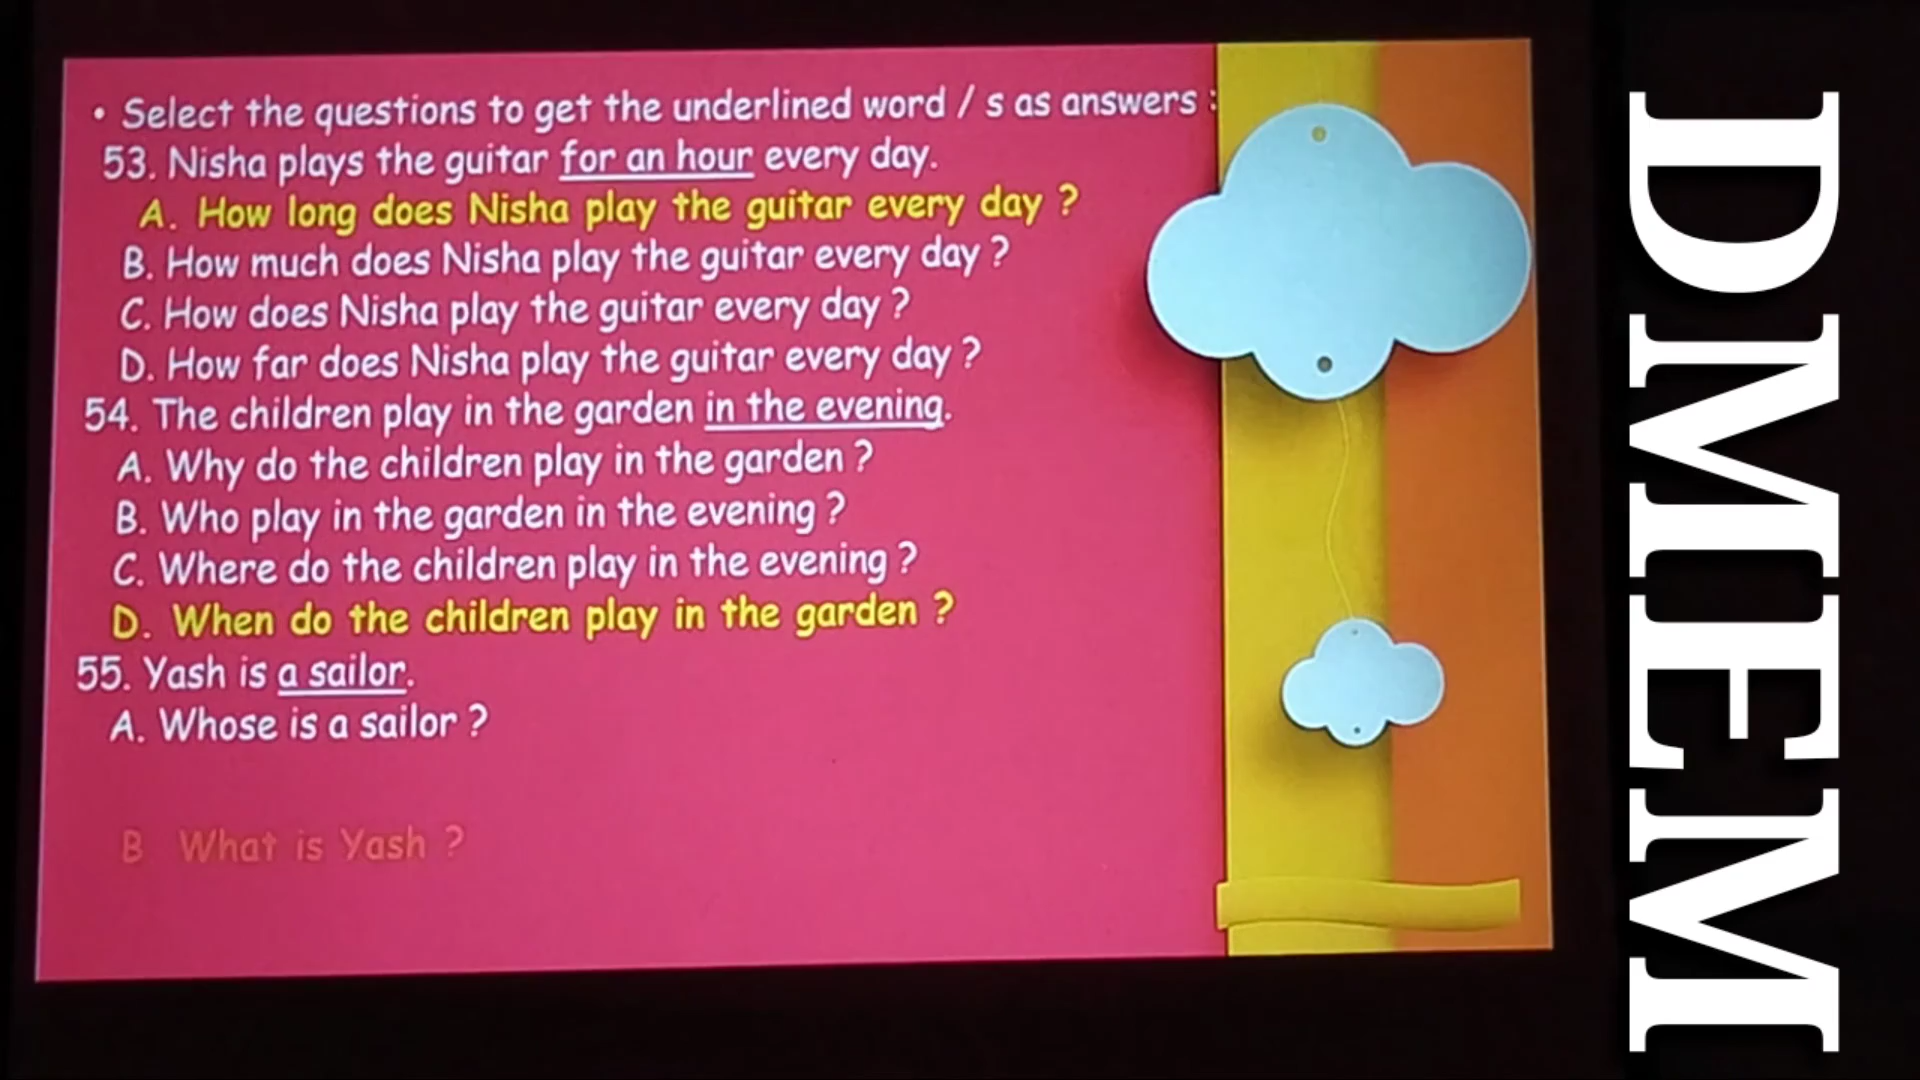 • Select the questions to get the underlined word / s as answers :
53. Nisha plays the guitar for an hour every day.
A. How long does Nisha play the guitar every day ?
B. How much does Nisha play the guitar every day ?
C. How does Nisha play the guitar every day ?
D. How far does Nisha play the guitar every day ?
54. The children play in the garden in the evening.
A. Why do the children play in the garden ?
B. Who play in the garden in the evening ?
C. Where do the children play in the evening ?
D. When do the children play in the garden ?
55. Yash is a sailor.
A. Whose is a sailor ?
B What is Yash ?
DMEM